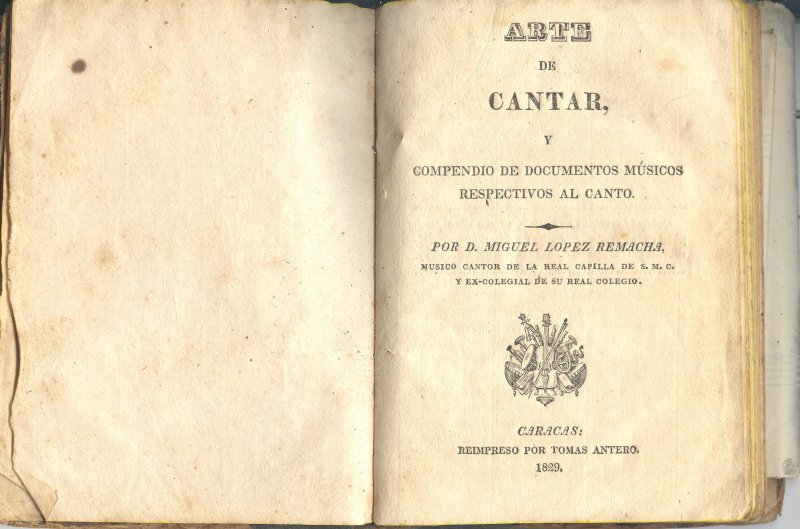 ARTE
DE
CANTAR,
Y
COMPENDIO DE DOCUMENTOS MÚSICOS
RESPECTIVOS AL CANTO.
POR D. MIGUEL LOPEZ REMACHA,
MUSICO CANTOR DE LA REAL CAPILLA DE S. M. C.
Y EX-COLEGIAL DE SU REAL COLEGIO.
CARACAS:
REIMPRESO POR TOMAS ANTERO.
1829.